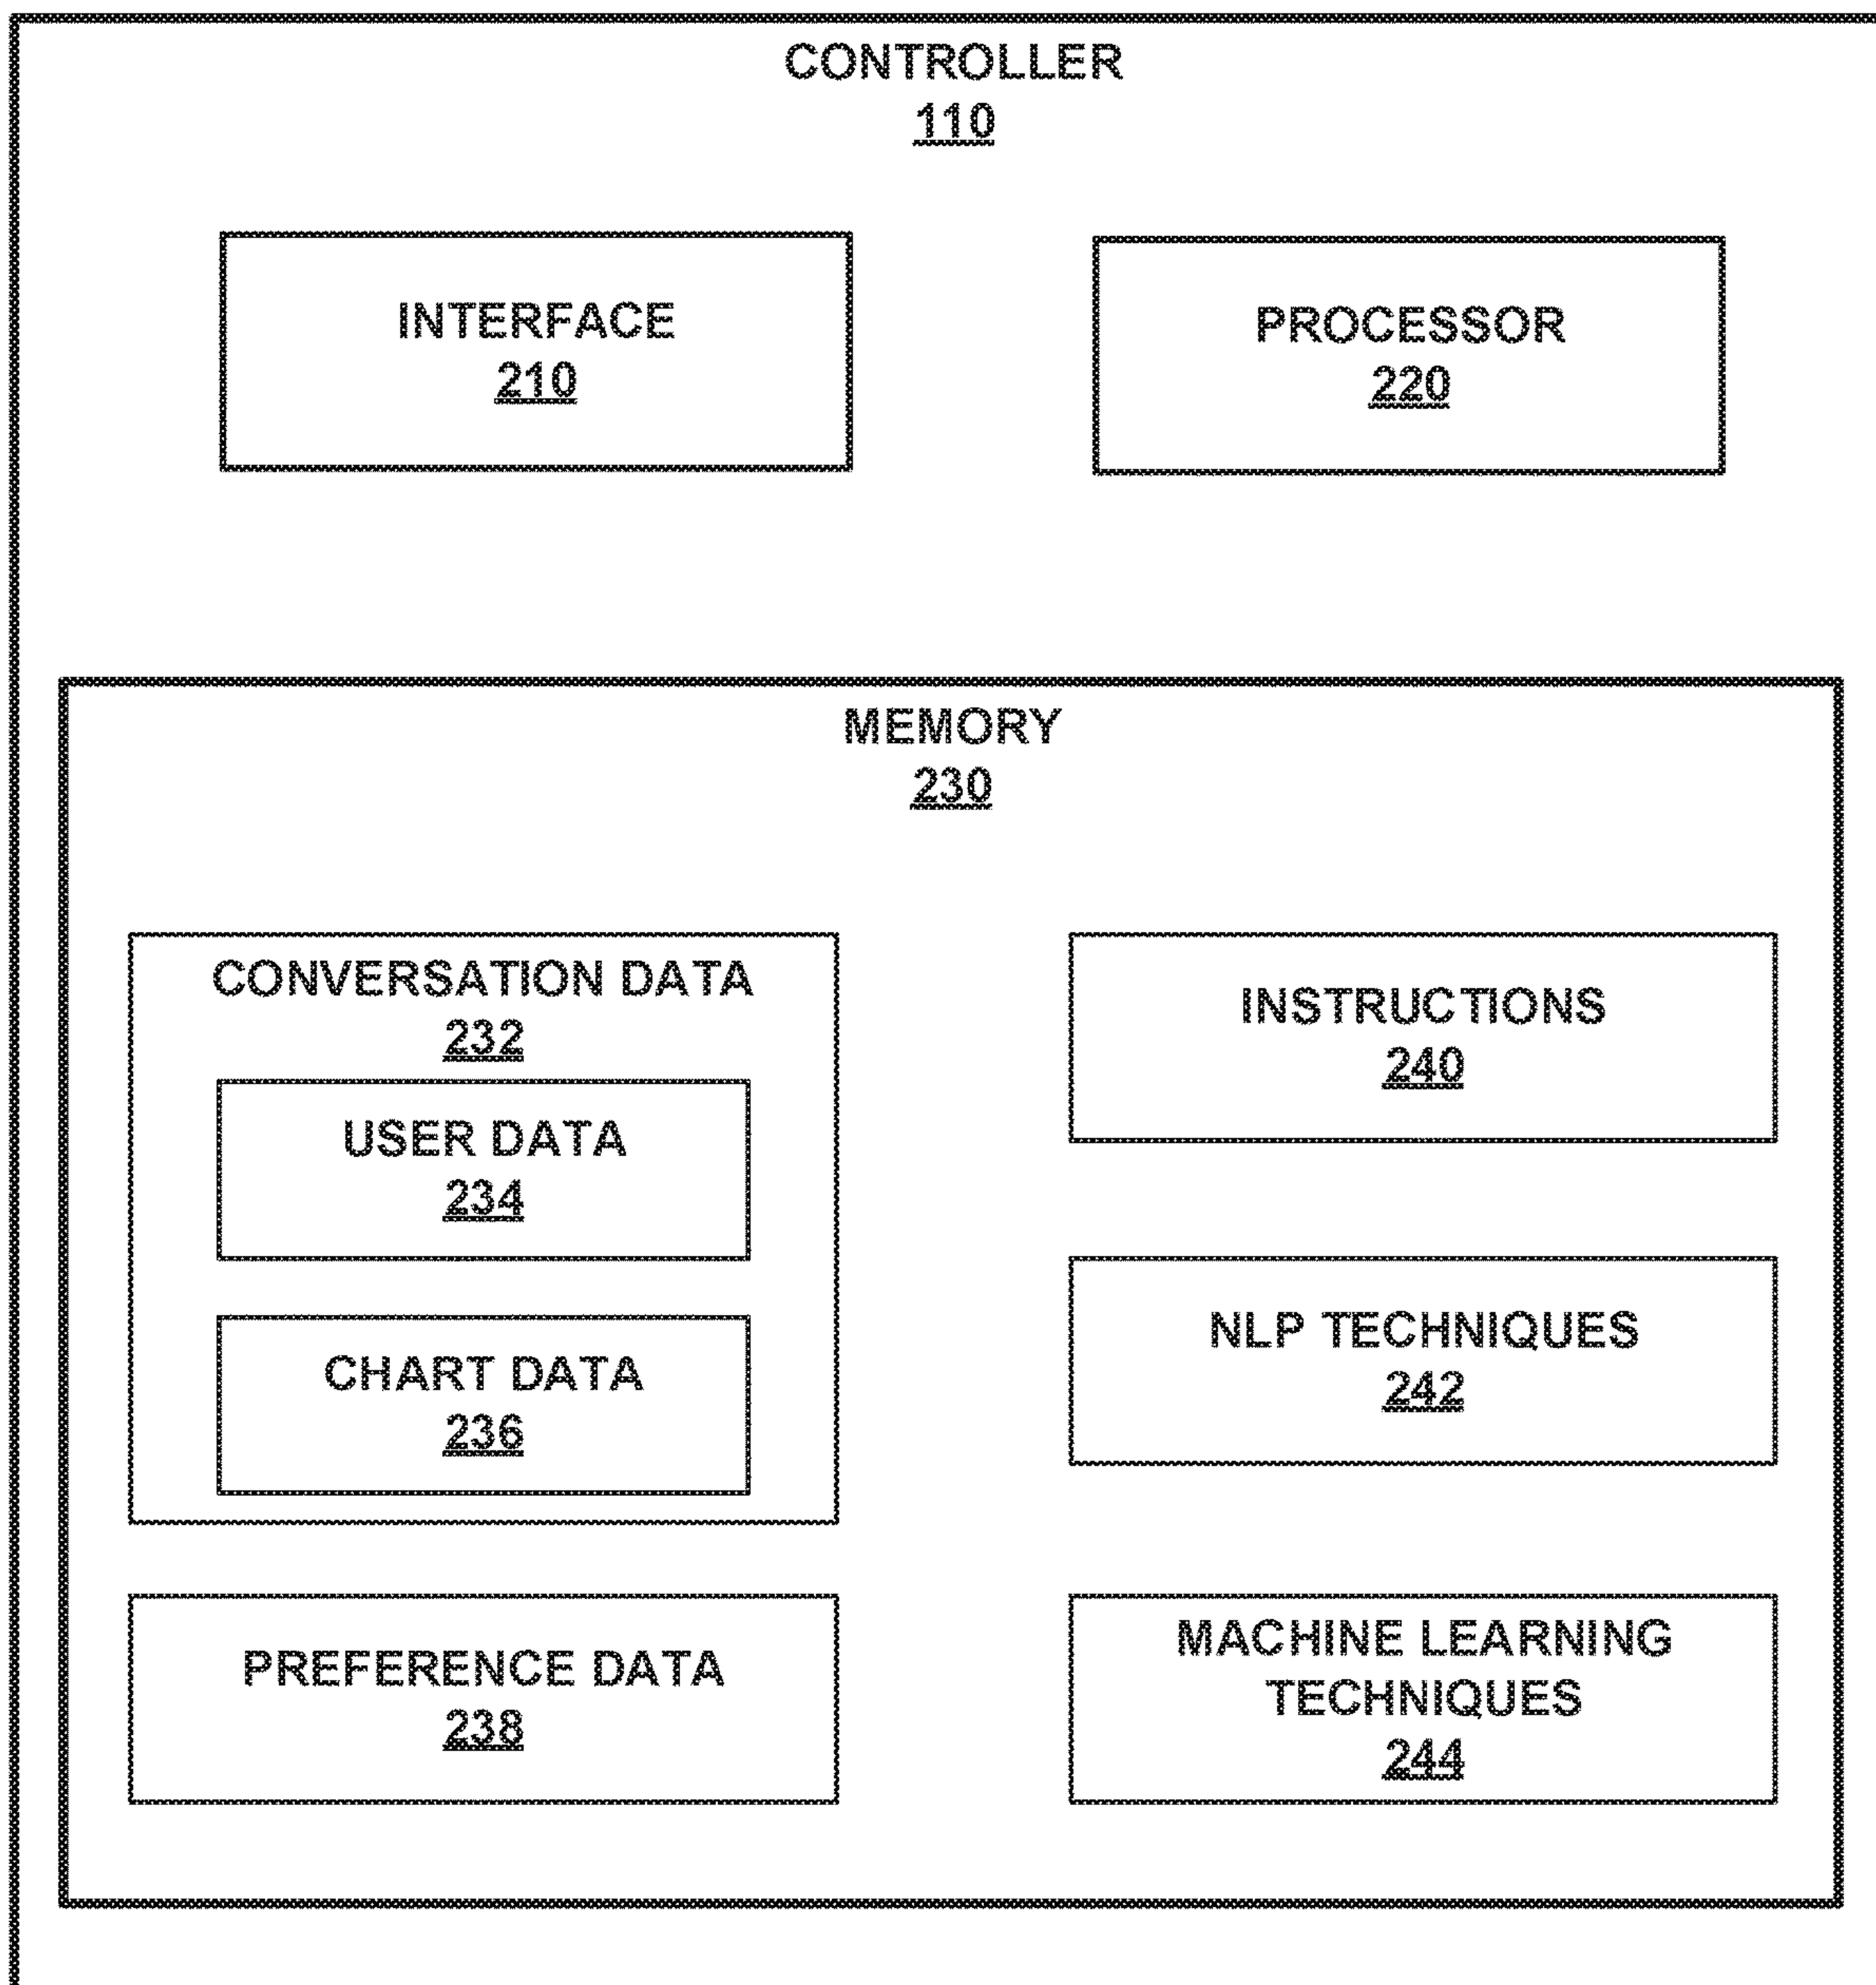 CONTROLLER
110
INTERFACE
210
PROCESSOR
220
MEMORY
230
CONVERSATION DATA
232
USER DATA
234
CHART DATA
236
PREFERENCE DATA
238
INSTRUCTIONS
240
NLP TECHNIQUES
242
MACHINE LEARNING
TECHNIQUES
244